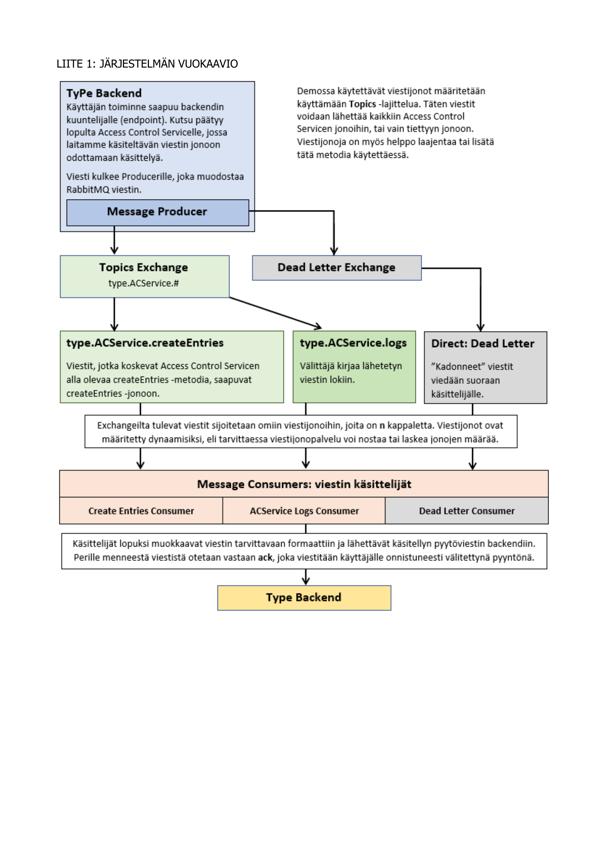 LIITE 1: JÄRJESTELMÄN VUOKAAVIO
TyPe Backend
Käyttäjän toiminne saapuu backendin
kuuntelijalle (endpoint). Kutsu päätyy
lopulta Access Control Servicelle, jossa
laitamme käsiteltävän viestin jonoon
odottamaan käsittelyä.
Viesti kulkee Producerille, joka muodostaa
RabbitMQ viestin.
Message Producer
Demossa käytettävät viestijonot määritetään
käyttämään Topics -lajittelua. Täten viestit
voidaan lähettää kaikkiin Access Control
Servicen jonoihin, tai vain tiettyyn jonoon.
Viestijonoja on myös helppo laajentaa tai lisätä
tätä metodia käytettäessä.
Topics Exchange
type.ACService.#
Dead Letter Exchange
type.ACService.createEntries
Viestit, jotka koskevat Access Control Servicen
alla olevaa createEntries -metodia, saapuvat
createEntries -jonoon.
type.ACService.logs
Välittäjä kirjaa lähetetyn
viestin lokiin.
Direct: Dead Letter
”Kadonneet” viestit
viedään suoraan
käsittelijälle.
Exchangeilta tulevat viestit sijoitetaan omiin viestijonoihin, joita on n kappaletta. Viestijonot ovat
määritetty dynaamisiksi, eli tarvittaessa viestijonopalvelu voi nostaa tai laskea jonojen määrää.
Message Consumers: viestin käsittelijät
Create Entries Consumer
ACService Logs Consumer
Dead Letter Consumer
Käsittelijät lopuksi muokkaavat viestin tarvittavaan formaattiin ja lähettävät käsitellyn pyytöviestin backendiin.
Perille menneestä viestistä otetaan vastaan ack, joka viestitään käyttäjälle onnistuneesti välitettynä pyyntönä.
Type Backend